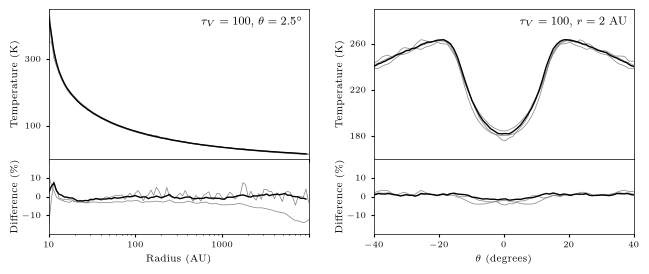 τV = 100, θ = 2.5°
Temperature (K)
300
100
Difference (%)
10
0
−10
10
100
1000
Radius (AU)
τV = 100, r = 2 AU
Temperature (K)
260
220
180
Difference (%)
10
0
−10
−40
−20
0
20
40
θ (degrees)